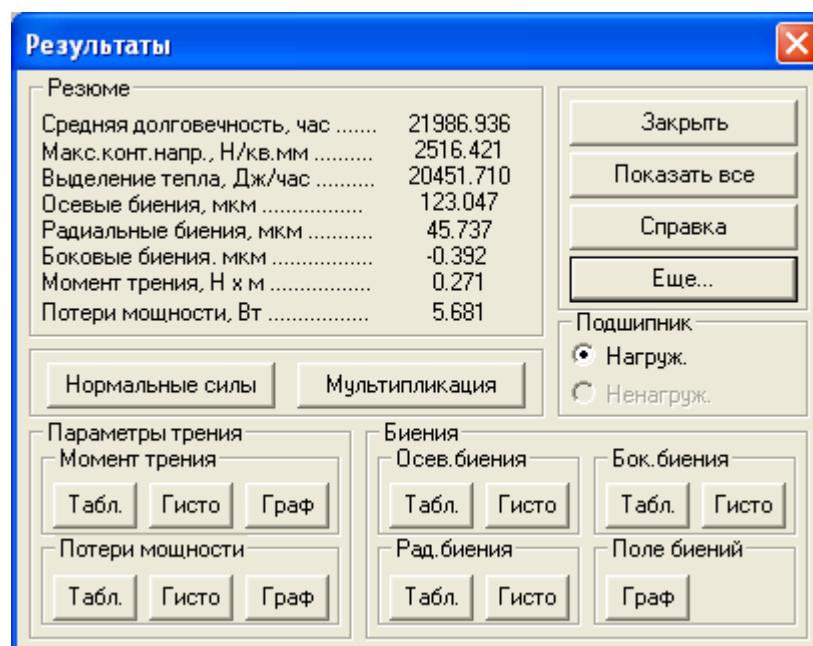 Результаты
Резюме
Средняя долговечность, час ....... 21986.936
Макс.конт.напр., Н/кв.мм .......... 2516.421
Выделение тепла, Дж/час .......... 20451.710
Осевые биения, мкм ................. 123.047
Радиальные биения, мкм ........... 45.737
Боковые биения. мкм ................. -0.392
Момент трения, Н х м ................. 0.271
Потери мощности, Вт ................. 5.681
Закрыть
Показать все
Справка
Еще...
Подшипник
Нагруж.
Ненагруж.
Нормальные силы Мультипликация
Параметры трения
Момент трения
Табл. Гисто Граф
Потери мощности
Табл. Гисто Граф
Биения
Осев.биения
Табл. Гисто
Бок.биения
Табл. Гисто
Рад.биения
Табл. Гисто
Поле биений
Граф